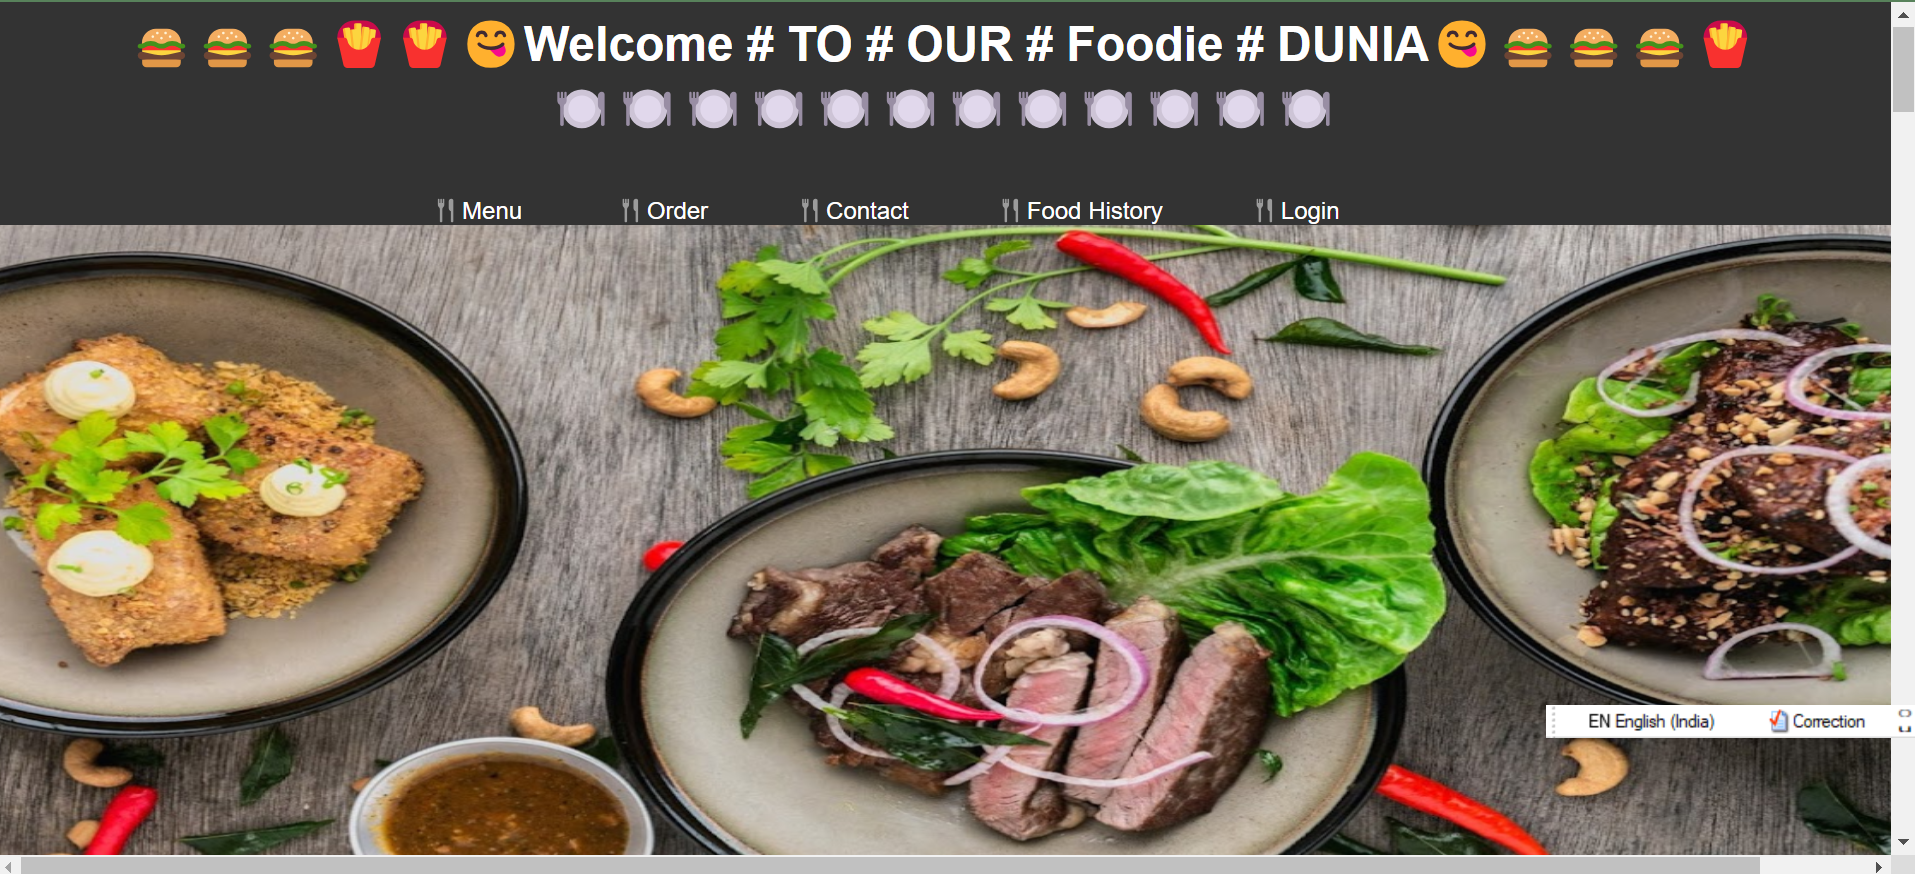 Welcome # TO # OUR # Foodie # DUNIA
Menu
Order
Contact
Food History
Login
EN English (India)
Correction